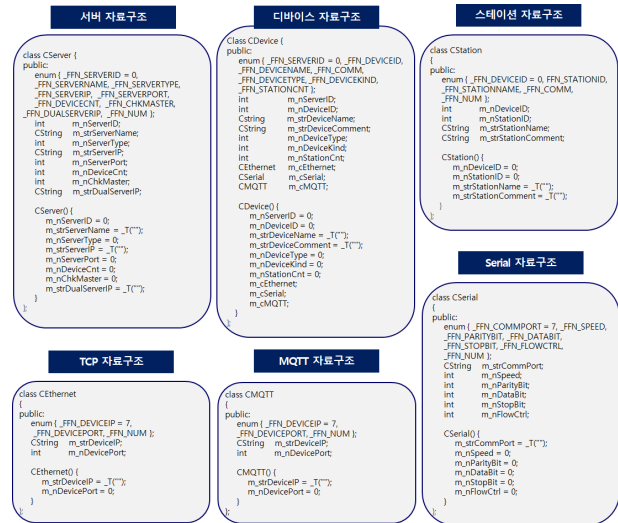 서버 자료구조
class CServer {
public:
enum { _FFN_SERVERID = 0,
_FFN_SERVERNAME, _FFN_SERVERTYPE,
_FFN_SERVERIP, _FFN_SERVERPORT,
_FFN_DEVICECNT, _FFN_CHKMASTER,
_FFN_DUALSERVERIP, _FFN_NUM };
int m_nServerID;
CString m_strServerName;
int m_nServerType;
CString m_strServerIP;
int m_nServerPort;
int m_nDeviceCnt;
int m_nChkMaster;
CString m_strDualServerIP;
CServer() {
m_nServerID = 0;
m_strServerName = _T("");
m_nServerType = 0;
m_strServerIP = _T("");
m_nServerPort = 0;
m_nDeviceCnt = 0;
m_nChkMaster = 0;
m_strDualServerIP = _T("");
}
};
디바이스 자료구조
Class CDevice {
public:
enum { _FFN_SERVERID = 0, _FFN_DEVICEID,
_FFN_DEVICENAME, _FFN_COMM,
_FFN_DEVICETYPE, _FFN_DEVICEKIND,
_FFN_STATIONCNT };
int m_nServerID;
int m_nDeviceID;
Cstring m_strDeviceName;
CString m_strDeviceComment;
int m_nDeviceType;
int m_nDeviceKind;
int m_nStationCnt;
CEthernet m_cEthernet;
CSerial m_cSerial;
CMQTT m_cMQTT;
CDevice() {
m_nServerID = 0;
m_nDeviceID = 0;
m_strDeviceName = _T("");
m_strDeviceComment = _T("");
m_nDeviceType = 0;
m_nDeviceKind = 0;
m_nStationCnt = 0;
m_cEthernet;
m_cSerial;
m_cMQTT;
}
};
스테이션 자료구조
class CStation
{
public:
enum { _FFN_DEVICEID = 0, FFN_STATIONID,
_FFN_STATIONNAME, _FFN_COMM,
_FFN_NUM };
int m_nDeviceID;
int m_nStationID;
CString m_strStationName;
CString m_strStationComment;
CStation() {
m_nDeviceID = 0;
m_nStationID = 0;
m_strStationName = _T("");
m_strStationComment = _T("");
}
};
TCP 자료구조
class CEthernet
{
public:
enum { _FFN_DEVICEIP = 7,
_FFN_DEVICEPORT, _FFN_NUM };
CString m_strDeviceIP;
int m_nDevicePort;
CEthernet() {
m_strDeviceIP = _T("");
m_nDevicePort = 0;
}
};
MQTT 자료구조
class CMQTT
{
public:
enum { _FFN_DEVICEIP = 7,
_FFN_DEVICEPORT, _FFN_NUM };
CString m_strDeviceIP;
int m_nDevicePort;
CMQTT() {
m_strDeviceIP = _T("");
m_nDevicePort = 0;
}
};
Serial 자료구조
class CSerial
{
public:
enum { _FFN_COMMPORT = 7, _FFN_SPEED,
_FFN_PARITYBIT, _FFN_DATABIT,
_FFN_STOPBIT, _FFN_FLOWCTRL,
_FFN_NUM };
CString m_strCommPort;
int m_nSpeed;
int m_nParityBit;
int m_nDataBit;
int m_nStopBit;
int m_nFlowCtrl;
CSerial() {
m_strCommPort = _T("");
m_nSpeed = 0;
m_nParityBit = 0;
m_nDataBit = 0;
m_nStopBit = 0;
m_nFlowCtrl = 0;
}
};